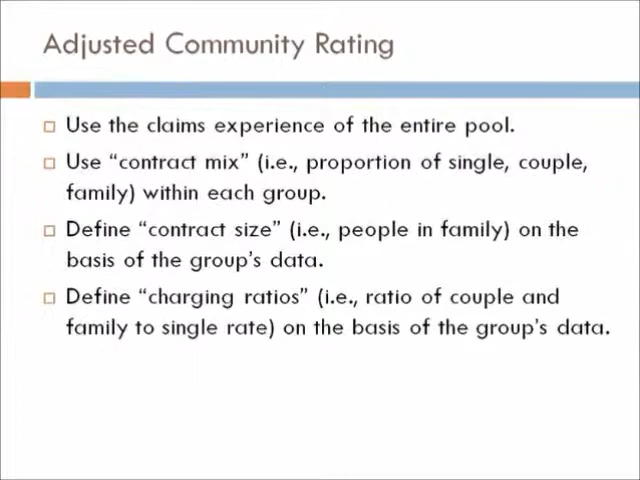 Adjusted Community Rating
Use the claims experience of the entire pool.
Use “contract mix” (i.e., proportion of single, couple,
family) within each group.
Define “contract size” (i.e., people in family) on the
basis of the group’s data.
Define “charging ratios” (i.e., ratio of couple and
family to single rate) on the basis of the group’s data.